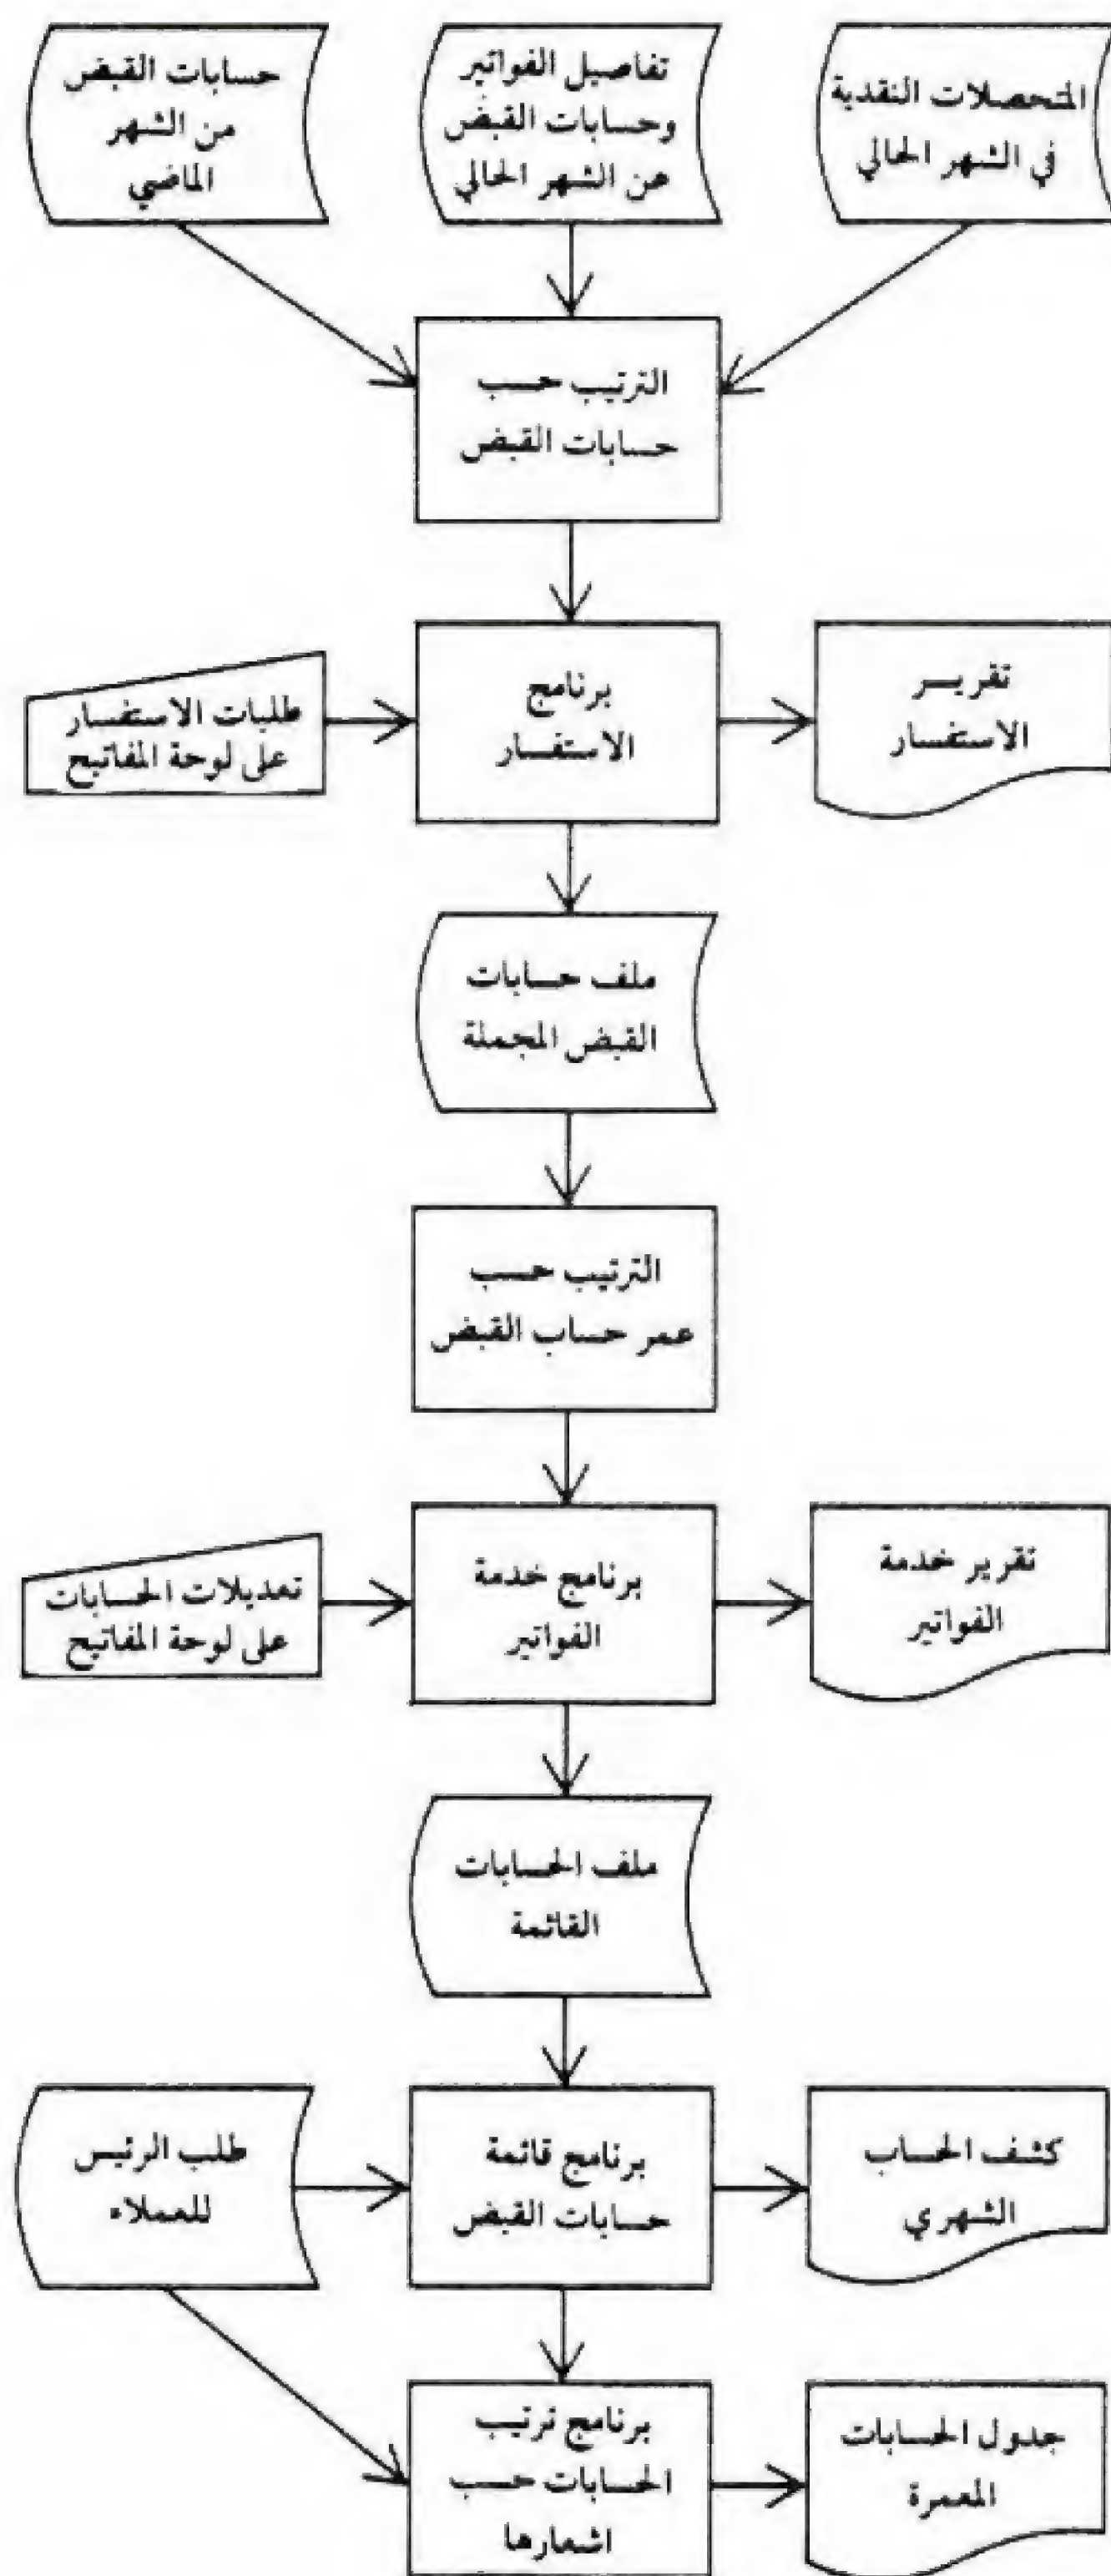 المتحصلات النقدية
في الشهر الحالي
تفاصيل الفواتير
وحسابات القبض
عن الشهر الحالي
حسابات القبض
من الشهر
الماضي
الترتيب حسب
حسابات القبض
طلبات الاستفسار
على لوحة المفاتيح
برنامج
الاستفسار
تقرير
الاستفسار
ملف حسابات
القبض المجملة
الترتيب حسب
عمر حساب القبض
تعديلات الحسابات
على لوحة المفاتيح
برنامج خدمة
الفواتير
تقرير خدمة
الفواتير
ملف الحسابات
القائمة
طلب الرئيس
للعملاء
برنامج قائمة
حسابات القبض
كشف الحساب
الشهري
برنامج ترتيب
الحسابات حسب
اشعارها
جدول الحسابات
المعمرة